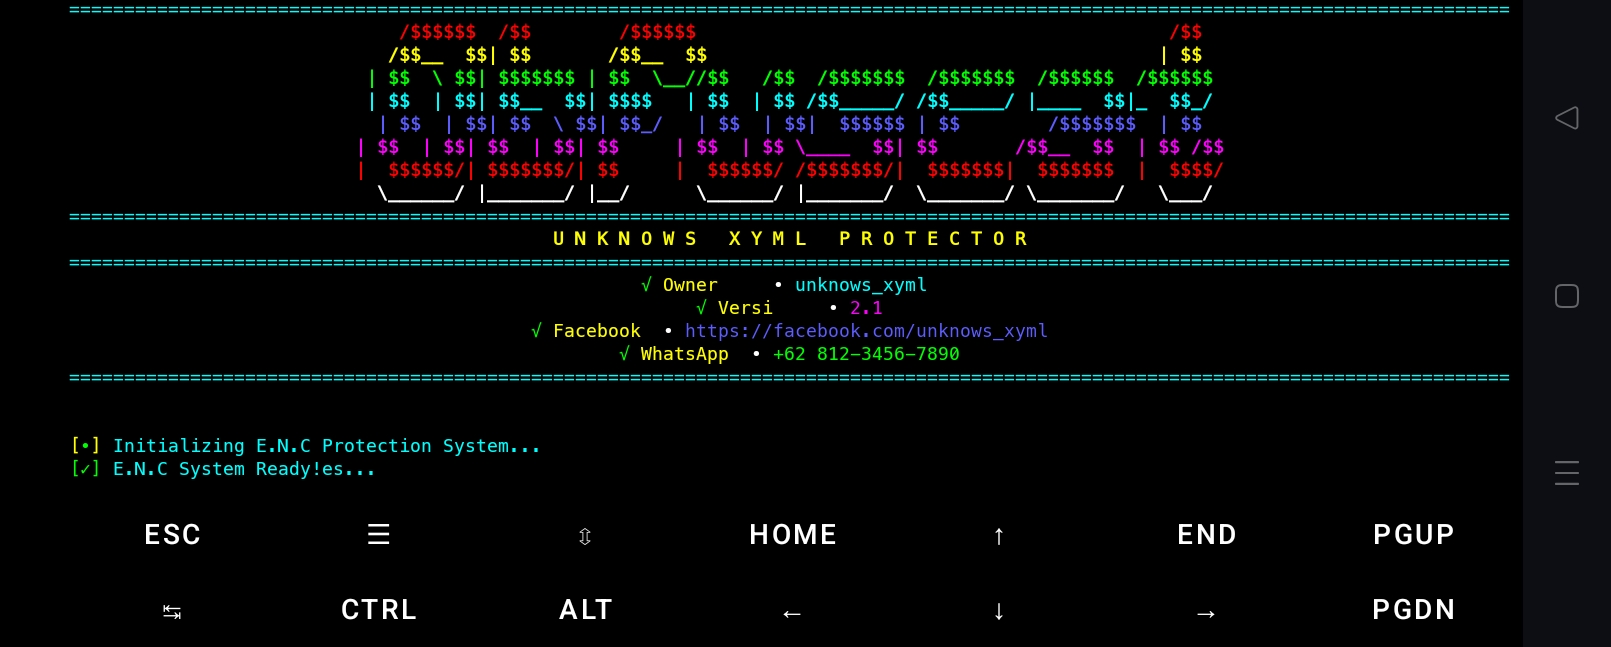 ==================================================================================================================================
/$$$$$$  /$$        /$$$$$$                                           /$$
/$$__  $$| $$       /$$__  $$                                         | $$
| $$  \ $$| $$$$$$$ | $$  \__//$$   /$$  /$$$$$$$  /$$$$$$$  /$$$$$$  /$$$$$$
| $$  | $$| $$__  $$| $$$$   | $$  | $$ /$$_____/ /$$_____/ |____  $$|_  $$_/
| $$  | $$| $$  \ $$| $$_/   | $$  | $$|  $$$$$$ | $$        /$$$$$$$  | $$
| $$  | $$| $$  | $$| $$     | $$  | $$ \____  $$| $$       /$$__  $$  | $$ /$$
|  $$$$$$/| $$$$$$$/| $$     |  $$$$$$/ /$$$$$$$/|  $$$$$$$|  $$$$$$$  |  $$$$/
\______/ |_______/ |__/      \______/ |_______/  \_______/ \_______/   \___/
==================================================================================================================================
U N K N O W S   X Y M L   P R O T E C T O R
==================================================================================================================================
√ Owner     • unknows_xyml
√ Versi     • 2.1
√ Facebook  • https://facebook.com/unknows_xyml
√ WhatsApp  • +62 812-3456-7890
==================================================================================================================================
[•] Initializing E.N.C Protection System...
[✓] E.N.C System Ready!es...
ESC ☰ ⇳ HOME ↑ END PGUP
↹ CTRL ALT ← ↓ → PGDN